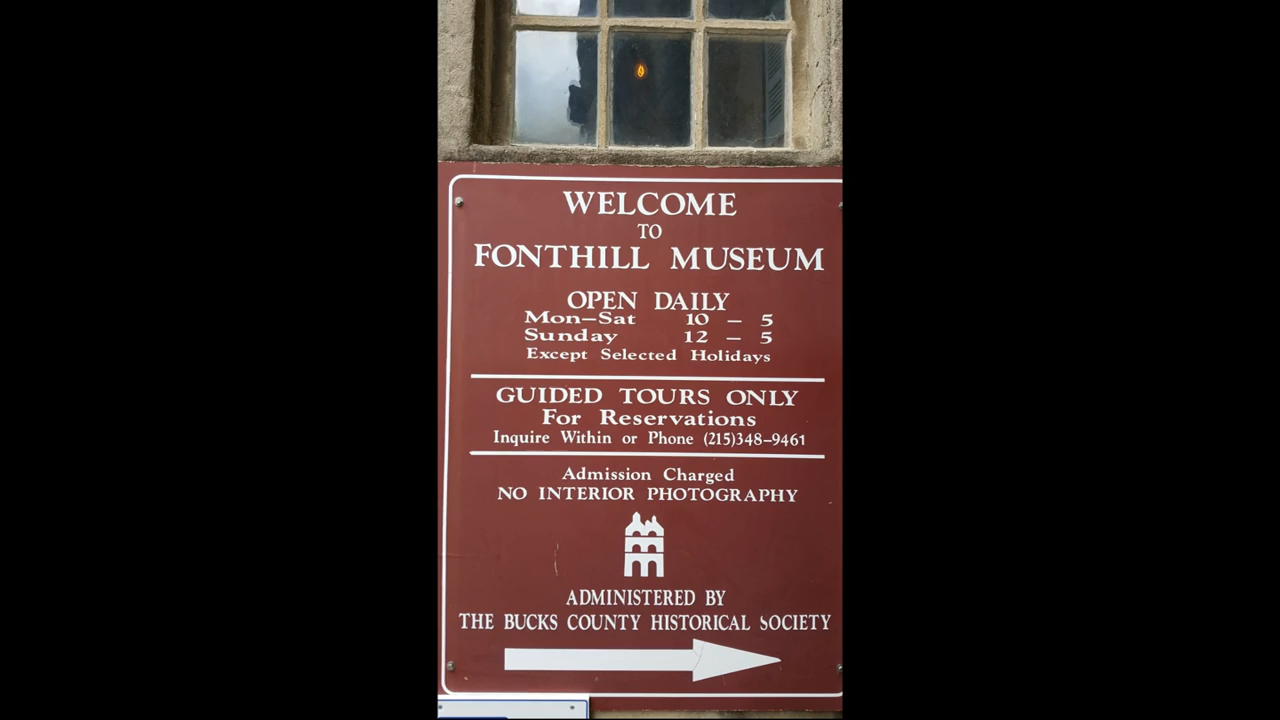 WELCOME
TO
FONTHILL MUSEUM
OPEN DAILY
Mon-Sat 10 - 5
Sunday 12 - 5
Except Selected Holidays
GUIDED TOURS ONLY
For Reservations
Inquire Within or Phone (215)348-9461
Admission Charged
NO INTERIOR PHOTOGRAPHY
ADMINISTERED BY
THE BUCKS COUNTY HISTORICAL SOCIETY